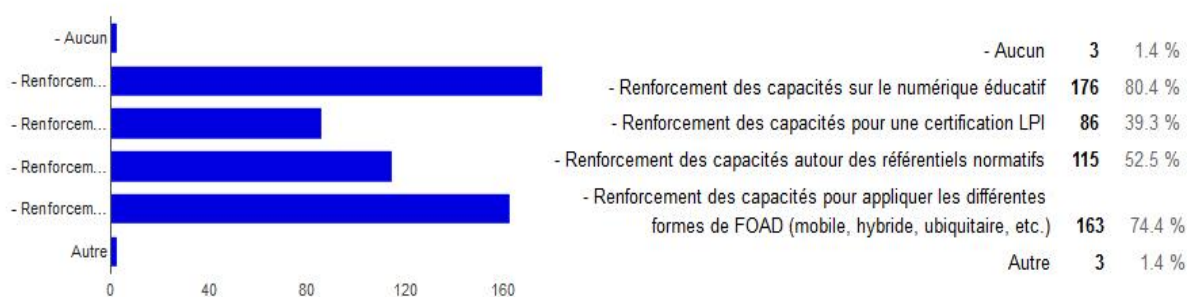 - Aucun
- Renforcem...
- Renforcem...
- Renforcem...
- Renforcem...
Autre
0 40 80 120 160
- Aucun 3 1.4 %
- Renforcement des capacités sur le numérique éducatif 176 80.4 %
- Renforcement des capacités pour une certification LPI 86 39.3 %
- Renforcement des capacités autour des référentiels normatifs 115 52.5 %
- Renforcement des capacités pour appliquer les différentes
formes de FOAD (mobile, hybride, ubiquitaire, etc.) 163 74.4 %
Autre 3 1.4 %